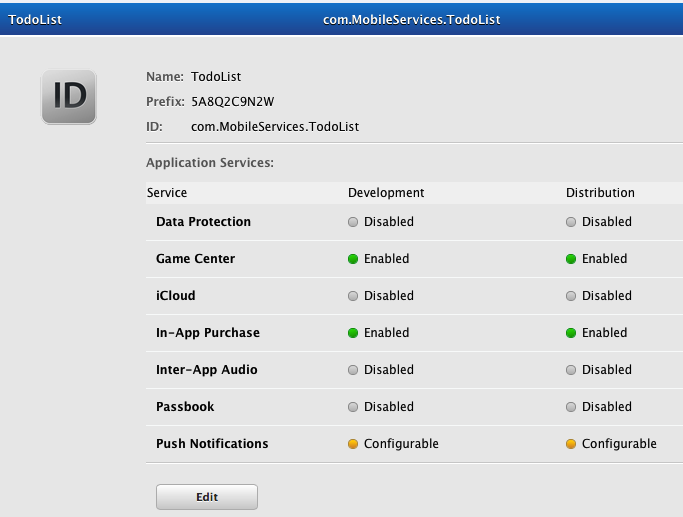 TodoList com.MobileServices.TodoList
ID
Name: TodoList
Prefix: 5A8Q2C9N2W
ID: com.MobileServices.TodoList
Application Services:
Service Development Distribution
Data Protection Disabled Disabled
Game Center Enabled Enabled
iCloud Disabled Disabled
In-App Purchase Enabled Enabled
Inter-App Audio Disabled Disabled
Passbook Disabled Disabled
Push Notifications Configurable Configurable
Edit